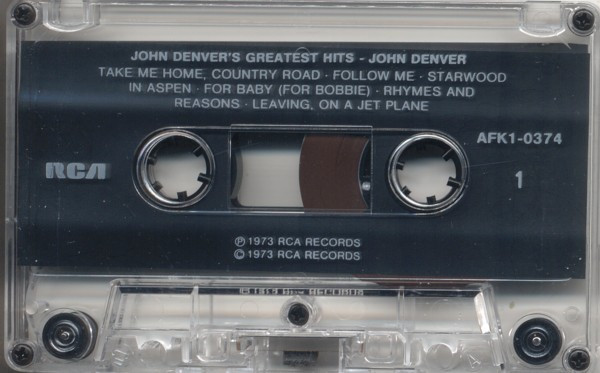 JOHN DENVER'S GREATEST HITS - JOHN DENVER
TAKE ME HOME, COUNTRY ROAD · FOLLOW ME · STARWOOD
IN ASPEN · FOR BABY (FOR BOBBIE) · RHYMES AND
REASONS · LEAVING, ON A JET PLANE
AFK1-0374
RCA
1
℗ 1973 RCA RECORDS
© 1973 RCA RECORDS